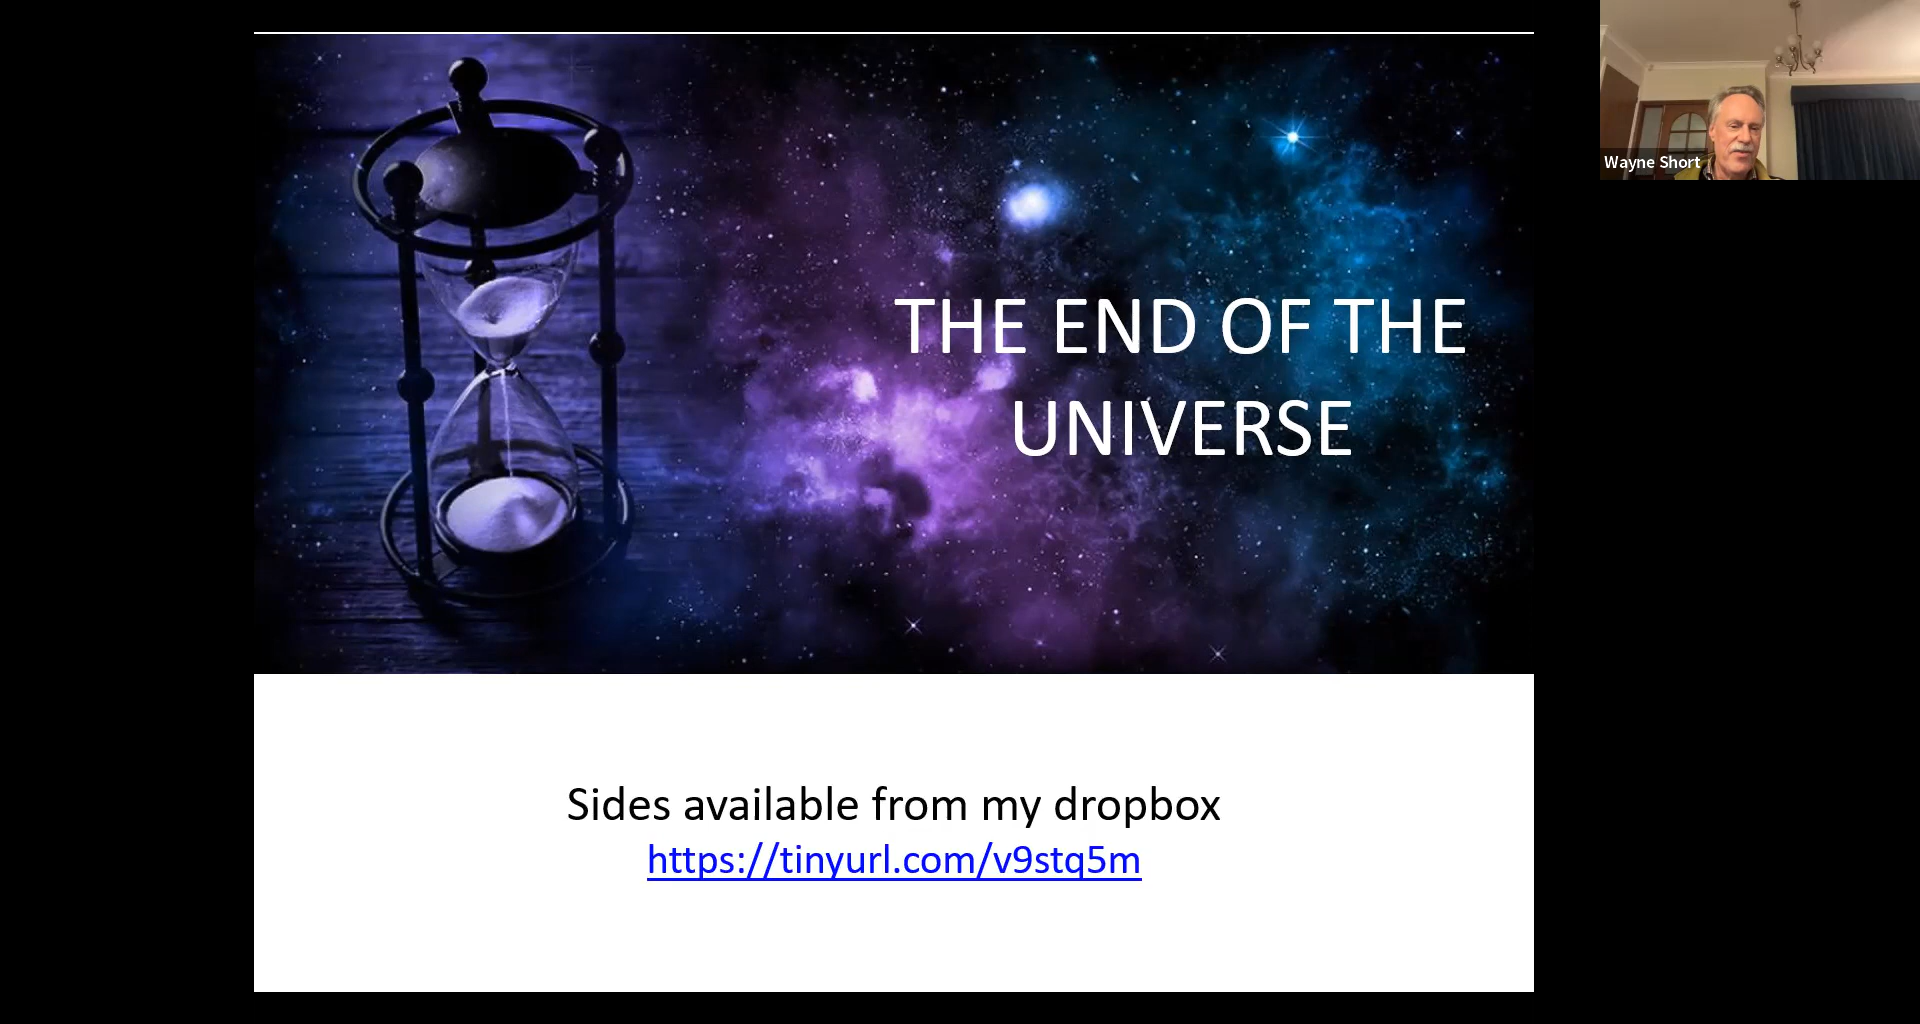 THE END OF THE
UNIVERSE
Wayne Short
Sides available from my dropbox
https://tinyurl.com/v9stq5m